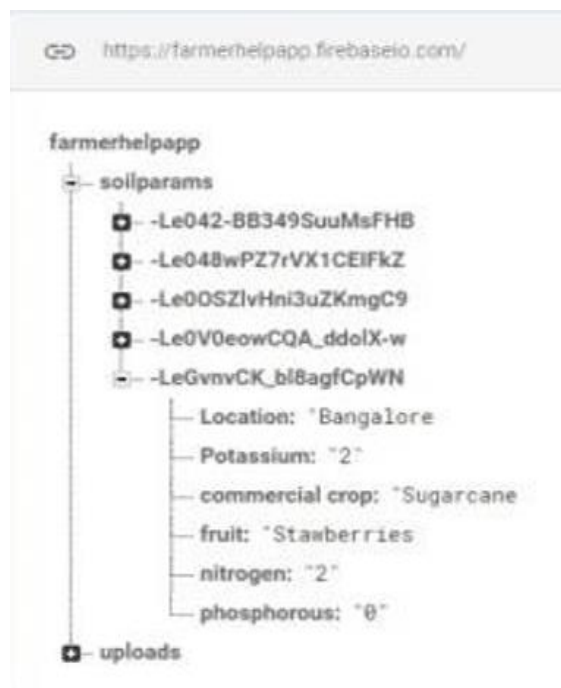 https://farmerhelpapp.firebaseio.com/
farmerhelpapp
soilparams
-Le042-BB349SuuMsFHB
-Le048wPZ7rVX1CEIFkZ
-Le0OSZlvHni3uZKmgC9
-Le0V0eowCQA_ddolX-w
-LeGvnvCK_bl8agfCpWN
Location: "Bangalore
Potassium: "2"
commercial crop: "Sugarcane
fruit: "Stawberries
nitrogen: "2"
phosphorous: "0"
uploads